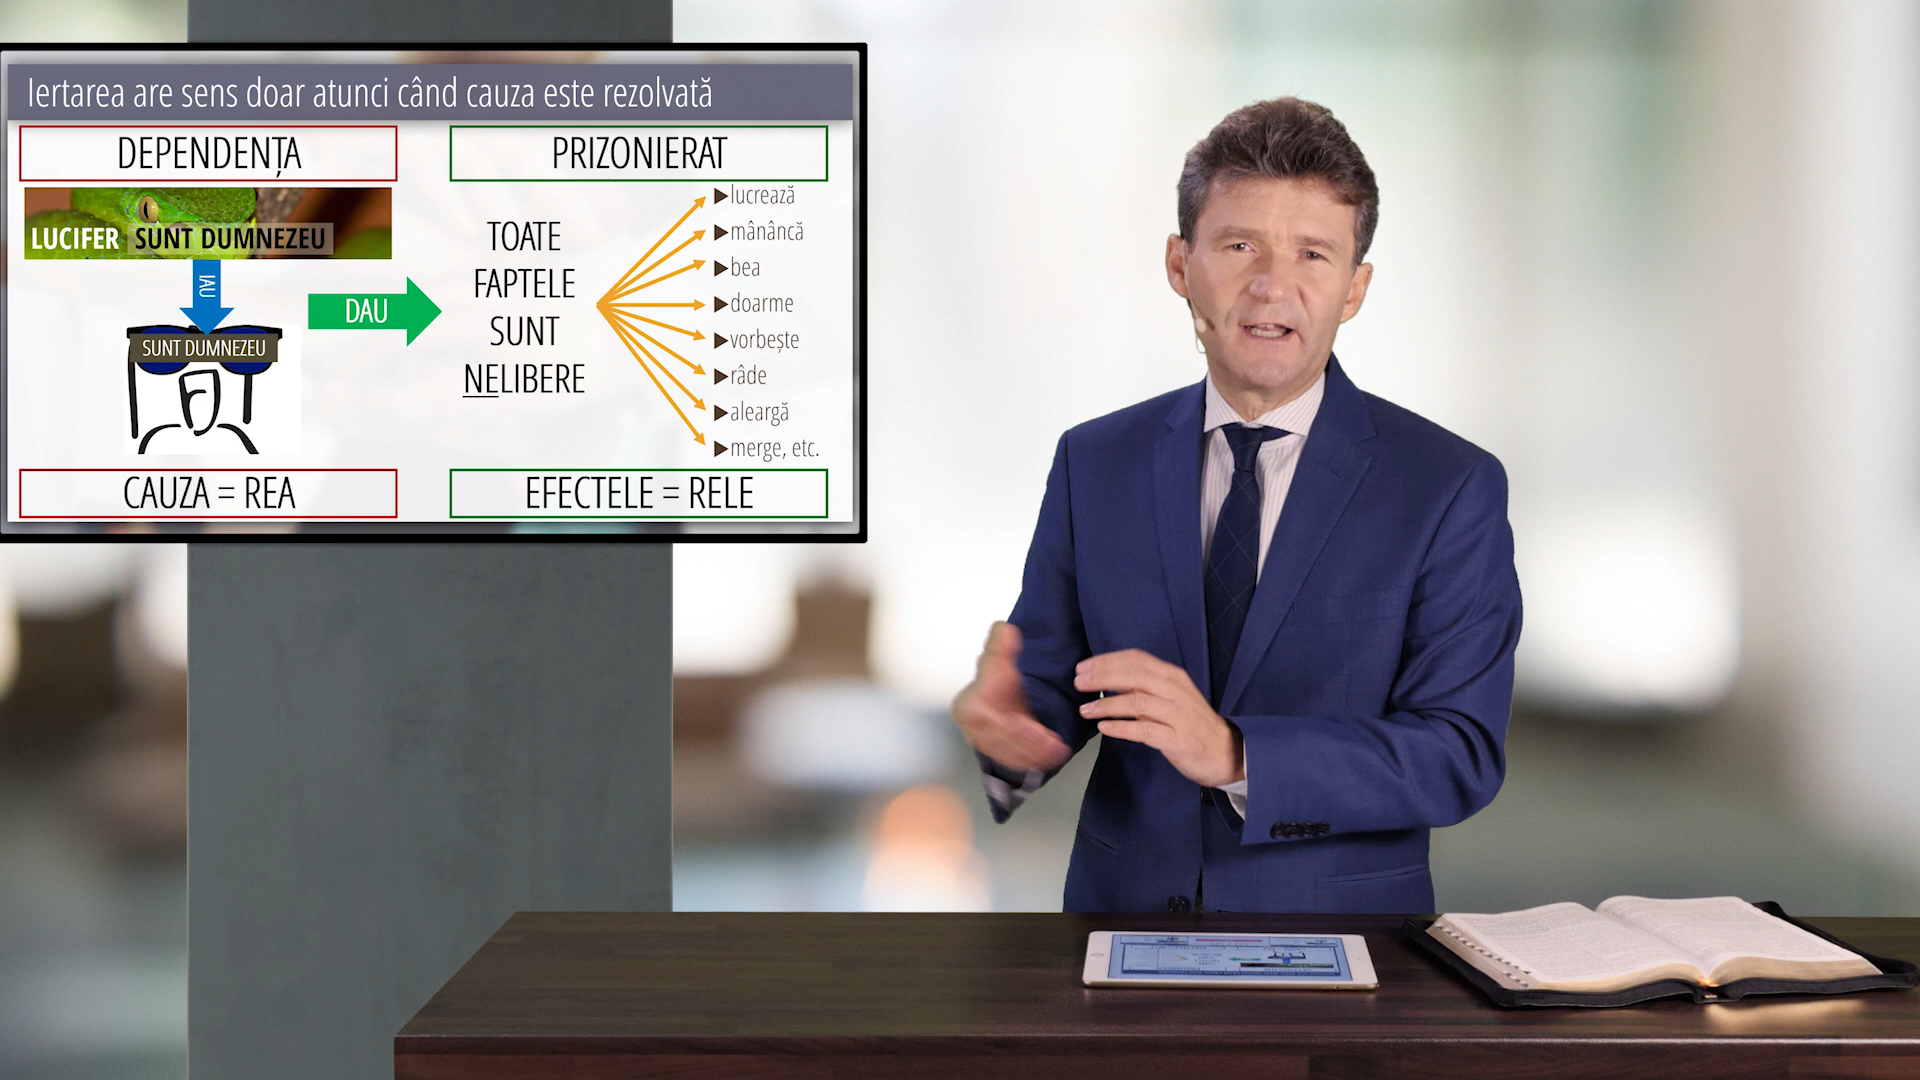 Iertarea are sens doar atunci când cauza este rezolvată
DEPENDENȚA
LUCIFER SUNT DUMNEZEU
IAU
SUNT DUMNEZEU
CAUZA = REA
DAU
PRIZONIERAT
TOATE
FAPTELE
SUNT
NELIBERE
lucrează
mânâncă
bea
doarme
vorbește
râde
aleargă
merge, etc.
EFECTELE = RELE